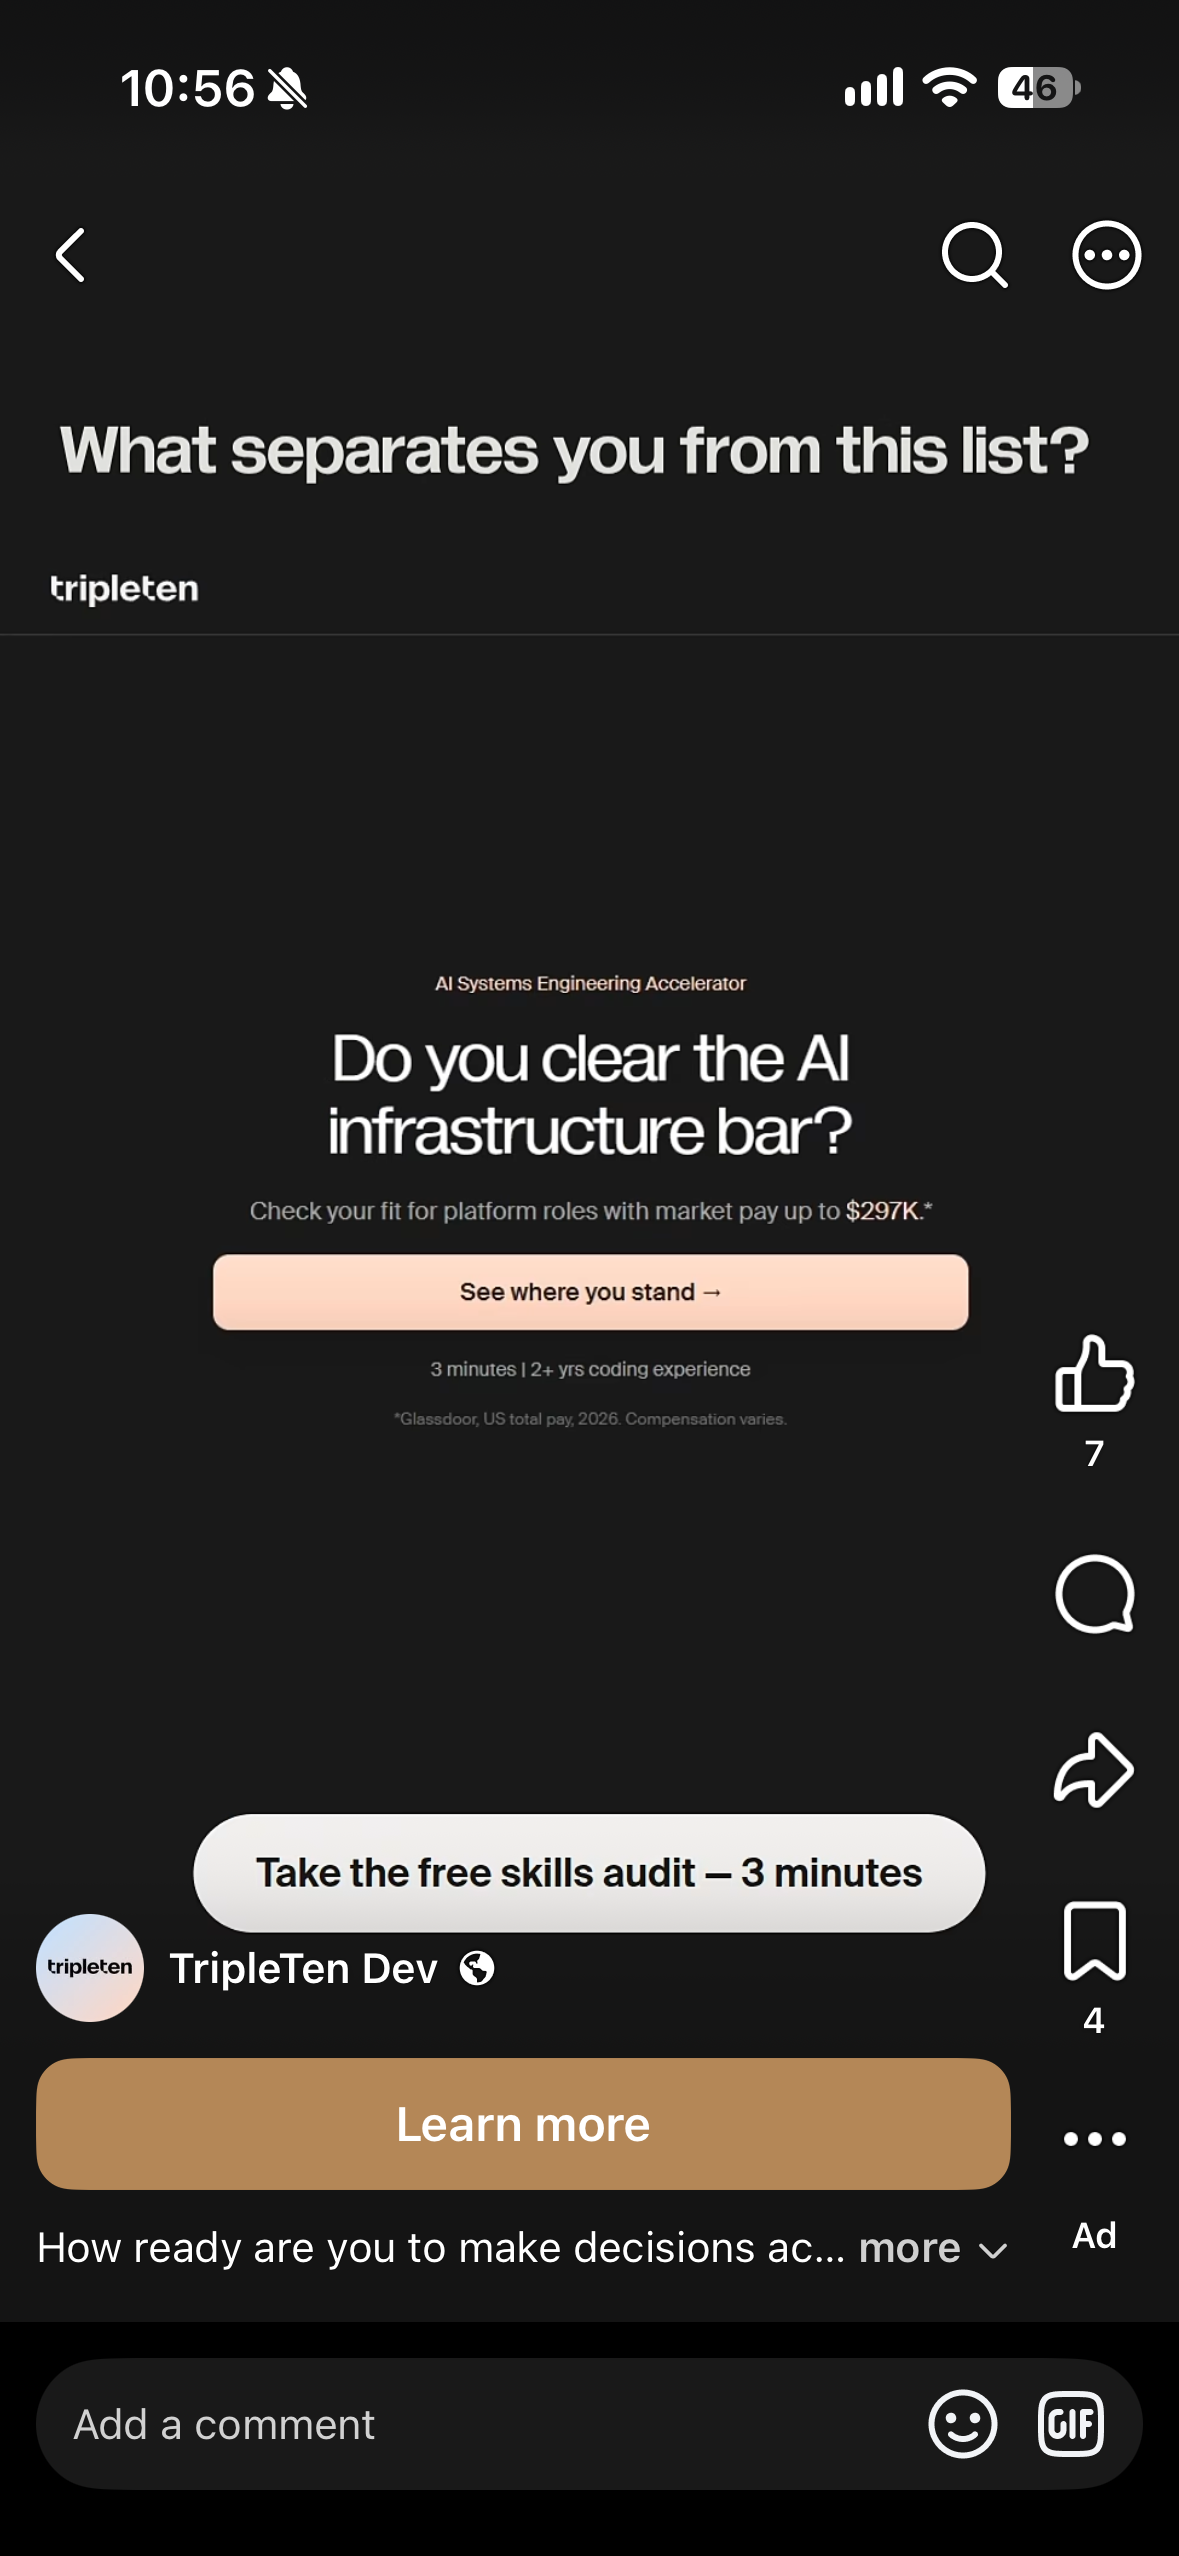 10:56
46
What separates you from this list?
tripleten
AI Systems Engineering Accelerator
Do you clear the AI
infrastructure bar?
Check your fit for platform roles with market pay up to $297K.*
See where you stand →
3 minutes | 2+ yrs coding experience
*Glassdoor, US total pay, 2026. Compensation varies.
7
Take the free skills audit – 3 minutes
tripleten
TripleTen Dev
4
Learn more
How ready are you to make decisions ac... more
Ad
Add a comment
GIF